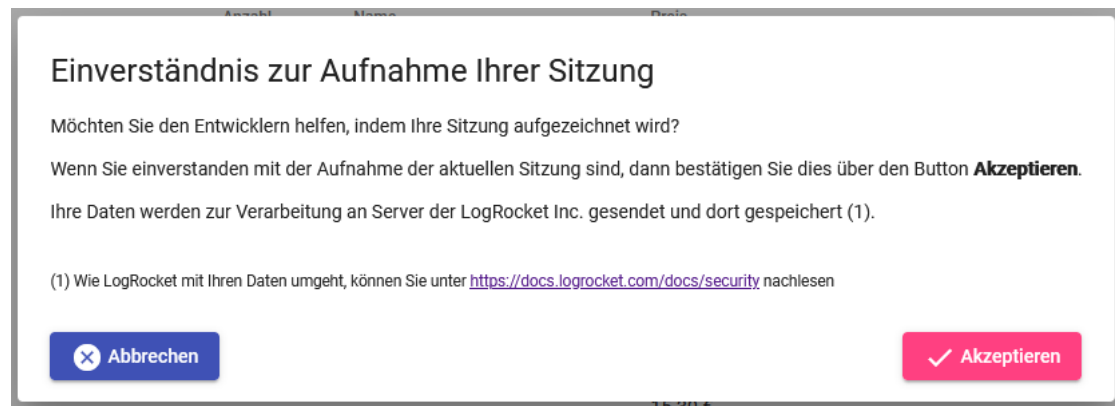 Anzahl Name Preis
Einverständnis zur Aufnahme Ihrer Sitzung
Möchten Sie den Entwicklern helfen, indem Ihre Sitzung aufgezeichnet wird?
Wenn Sie einverstanden mit der Aufnahme der aktuellen Sitzung sind, dann bestätigen Sie dies über den Button Akzeptieren.
Ihre Daten werden zur Verarbeitung an Server der LogRocket Inc. gesendet und dort gespeichert (1).
(1) Wie LogRocket mit Ihren Daten umgeht, können Sie unter https://docs.logrocket.com/docs/security nachlesen
Abbrechen Akzeptieren